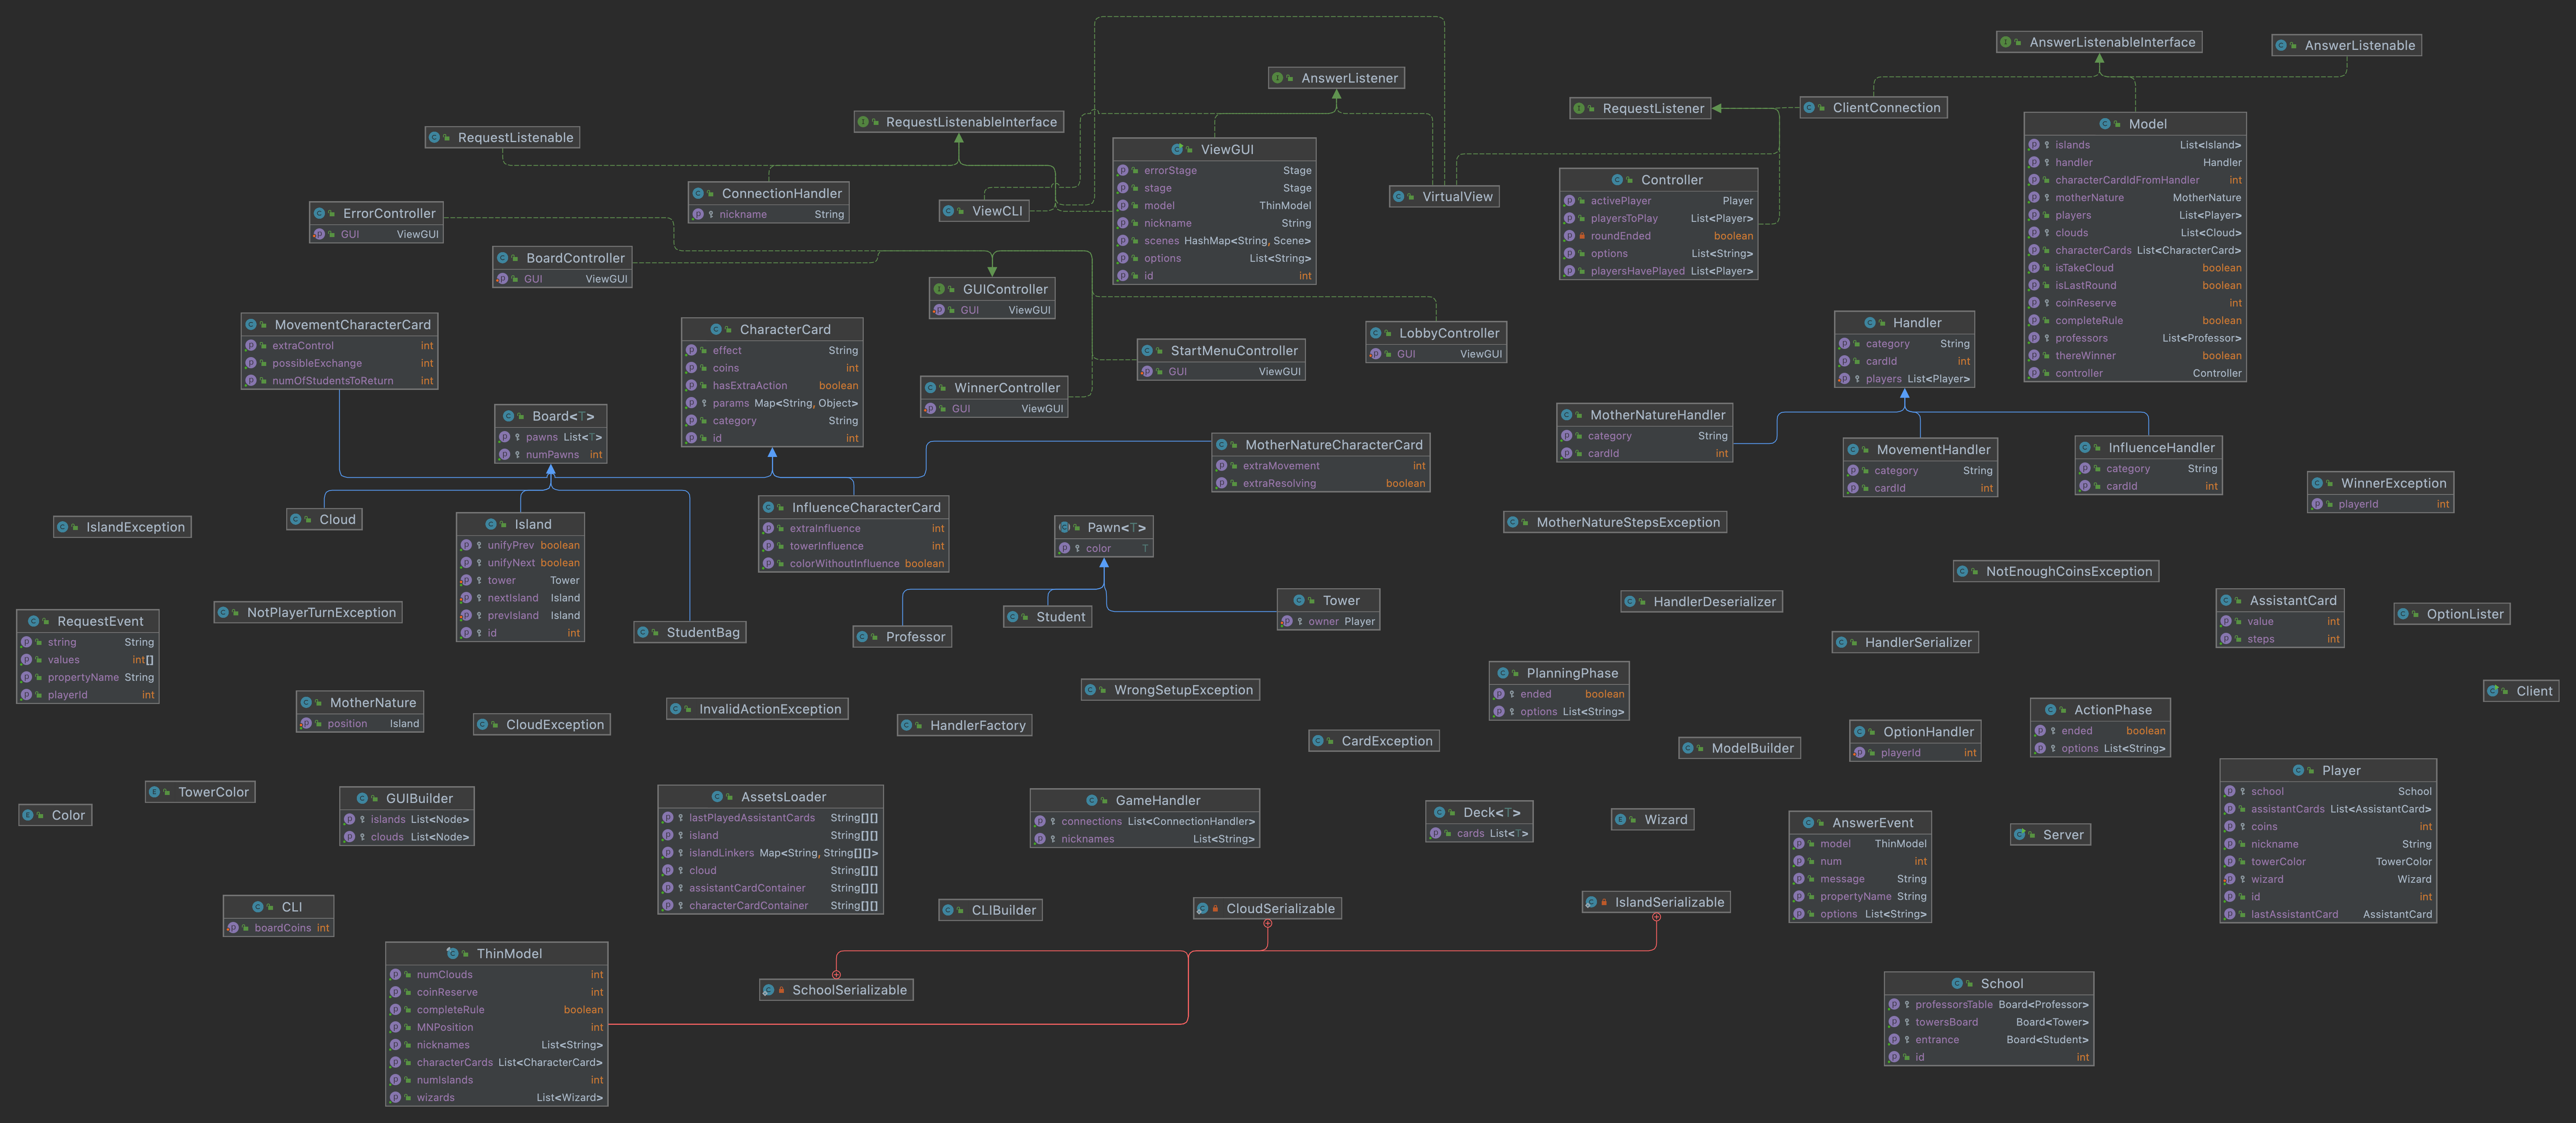 AnswerListenableInterface
AnswerListenable
AnswerListener
RequestListenable
RequestListenableInterface
RequestListener
ClientConnection
Model
islands List<Island>
handler Handler
characterCardIdFromHandler int
motherNature MotherNature
players List<Player>
clouds List<Cloud>
characterCards List<CharacterCard>
isTakeCloud boolean
isLastRound boolean
coinReserve int
completeRule boolean
professors List<Professor>
thereWinner boolean
controller Controller
ViewGUI
errorStage Stage
stage Stage
model ThinModel
nickname String
scenes HashMap<String, Scene>
options List<String>
id int
ConnectionHandler
nickname String
ViewCLI
VirtualView
Controller
activePlayer Player
playersToPlay List<Player>
roundEnded boolean
options List<String>
playersHavePlayed List<Player>
ErrorController
GUI ViewGUI
BoardController
GUI ViewGUI
GUIController
GUI ViewGUI
LobbyController
GUI ViewGUI
StartMenuController
GUI ViewGUI
WinnerController
GUI ViewGUI
MovementCharacterCard
extraControl int
possibleExchange int
numOfStudentsToReturn int
CharacterCard
effect String
coins int
hasExtraAction boolean
params Map<String, Object>
category String
id int
Handler
category String
cardId int
players List<Player>
Board<T>
pawns List<T>
numPawns int
MotherNatureCharacterCard
extraMovement int
extraResolving boolean
MotherNatureHandler
category String
cardId int
MovementHandler
category String
cardId int
InfluenceHandler
category String
cardId int
WinnerException
playerId int
IslandException
Cloud
Island
unifyPrev boolean
unifyNext boolean
tower Tower
nextIsland Island
prevIsland Island
id int
InfluenceCharacterCard
extraInfluence int
towerInfluence int
colorWithoutInfluence boolean
Pawn<T>
color T
MotherNatureStepsException
NotEnoughCoinsException
RequestEvent
string String
values int[]
propertyName String
playerId int
NotPlayerTurnException
StudentBag
Professor
Student
Tower
owner Player
HandlerDeserializer
HandlerSerializer
AssistantCard
value int
steps int
OptionLister
MotherNature
position Island
CloudException
InvalidActionException
HandlerFactory
WrongSetupException
CardException
PlanningPhase
ended boolean
options List<String>
ModelBuilder
OptionHandler
playerId int
ActionPhase
ended boolean
options List<String>
Client
Color
TowerColor
GUIBuilder
islands List<Node>
clouds List<Node>
AssetsLoader
lastPlayedAssistantCards String[][]
island String[][]
islandLinkers Map<String, String[][]>
cloud String[][]
assistantCardContainer String[][]
characterCardContainer String[][]
GameHandler
connections List<ConnectionHandler>
nicknames List<String>
Deck<T>
cards List<T>
Wizard
AnswerEvent
model ThinModel
num int
message String
propertyName String
options List<String>
Server
Player
school School
assistantCards List<AssistantCard>
coins int
nickname String
towerColor TowerColor
wizard Wizard
id int
lastAssistantCard AssistantCard
CLI
boardCoins int
CLIBuilder
CloudSerializable
IslandSerializable
ThinModel
numClouds int
coinReserve int
completeRule boolean
MNPosition int
nicknames List<String>
characterCards List<CharacterCard>
numIslands int
wizards List<Wizard>
SchoolSerializable
School
professorsTable Board<Professor>
towersBoard Board<Tower>
entrance Board<Student>
id int